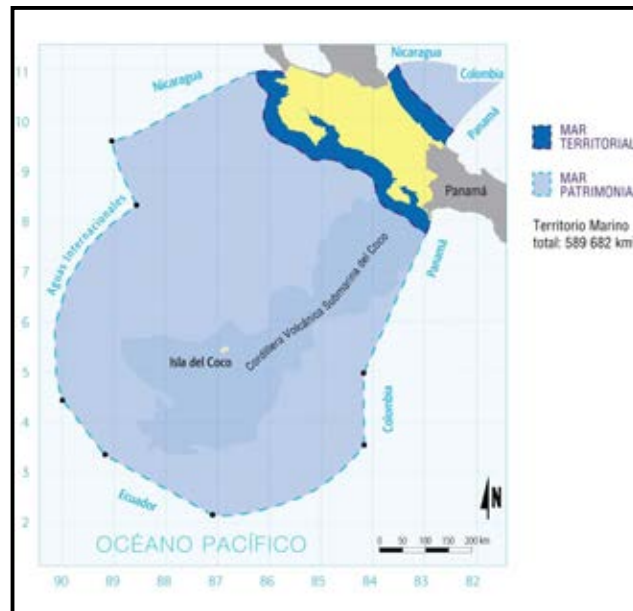 Nicaragua
Colombia
Panamá
Nicaragua
11
10
9
8
7
6
5
4
3
2
MAR
TERRITORIAL
MAR
PATRIMONIA
Territorio Marino
total: 589 682 km
Panamá
Panamá
Aguas Internacionales
Cordillera Volcánica Submarina del Coco
Isla del Coco
Colombia
Ecuador
N
OCÉANO PACÍFICO
0 50 100 150 200 km
90 89 88 87 86 85 84 83 82